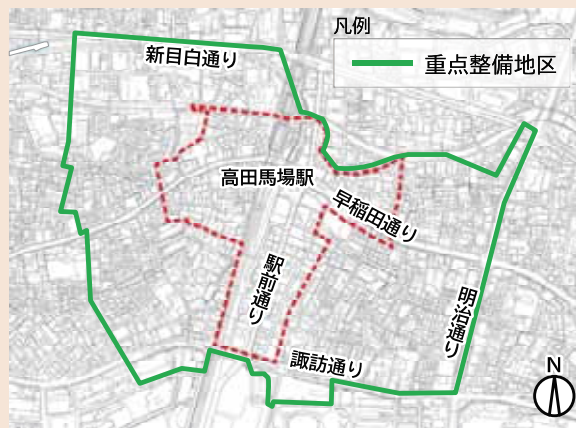 凡例
重点整備地区
新目白通り
高田馬場駅
早稲田通り
駅前通り
明治通り
諏訪通り
N